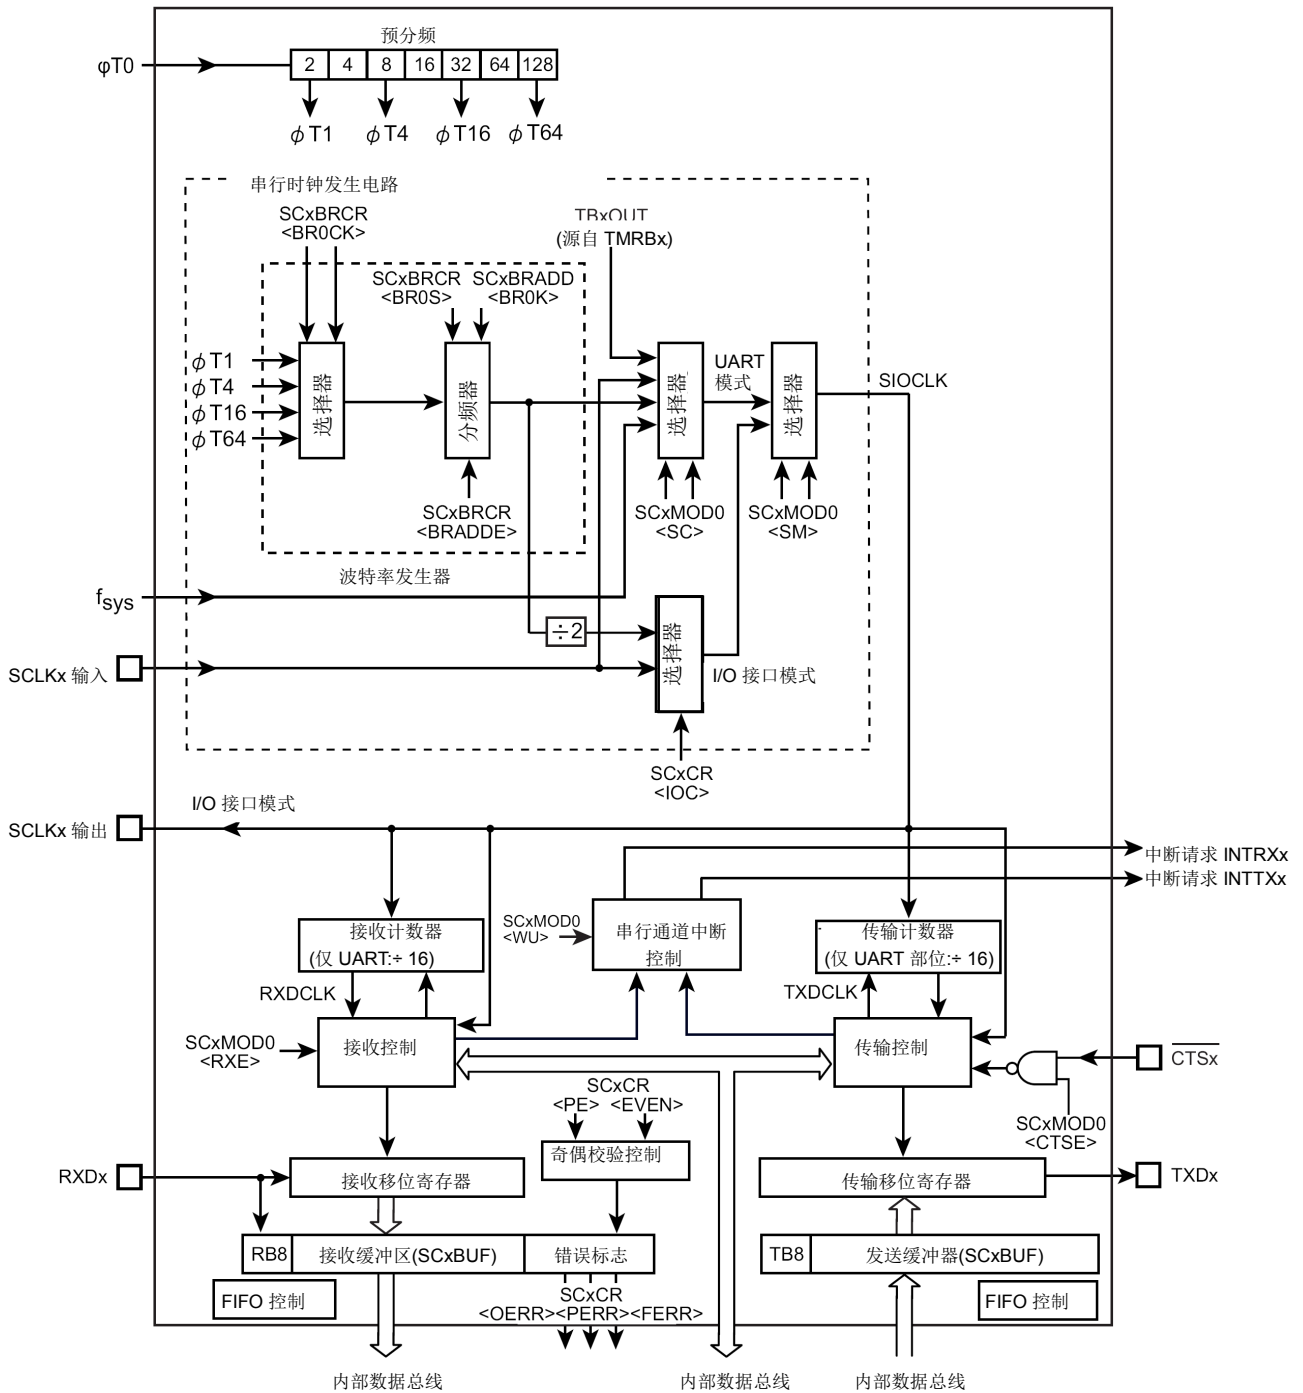 预分频
φT0
2 4 8 16 32 64 128
ϕT1 ϕT4 ϕT16 ϕT64
串行时钟发生电路
SCxBRCR
<BR0CK>
TBxOUT
(源自 TMRBx)
SCxBRCR
<BR0S>
SCxBRADD
<BR0K>
ϕT1
ϕT4
ϕT16
ϕT64
选择器
分频器
选择器
UART
模式
选择器
SIOCLK
SCxBRCR
<BRADDE>
SCxMOD0
<SC>
SCxMOD0
<SM>
波特率发生器
fsys
÷2
选择器
SCLKx 输入
I/O 接口模式
SCxCR
<IOC>
I/O 接口模式
SCLKx 输出
中断请求 INTRXx
中断请求 INTTXx
接收计数器
(仅 UART:÷ 16)
SCxMOD0
<WU>
串行通道中断
控制
传输计数器
(仅 UART 部位:÷ 16)
RXDCLK
TXDCLK
SCxMOD0
<RXE>
接收控制
传输控制
CTSx
SCxCR
<PE> <EVEN>
SCxMOD0
<CTSE>
奇偶校验控制
RXDx
接收移位寄存器
传输移位寄存器
TXDx
RB8 接收缓冲区(SCxBUF) 错误标志
TB8 发送缓冲器(SCxBUF)
FIFO 控制
SCxCR
<OERR><PERR><FERR>
FIFO 控制
内部数据总线
内部数据总线
内部数据总线